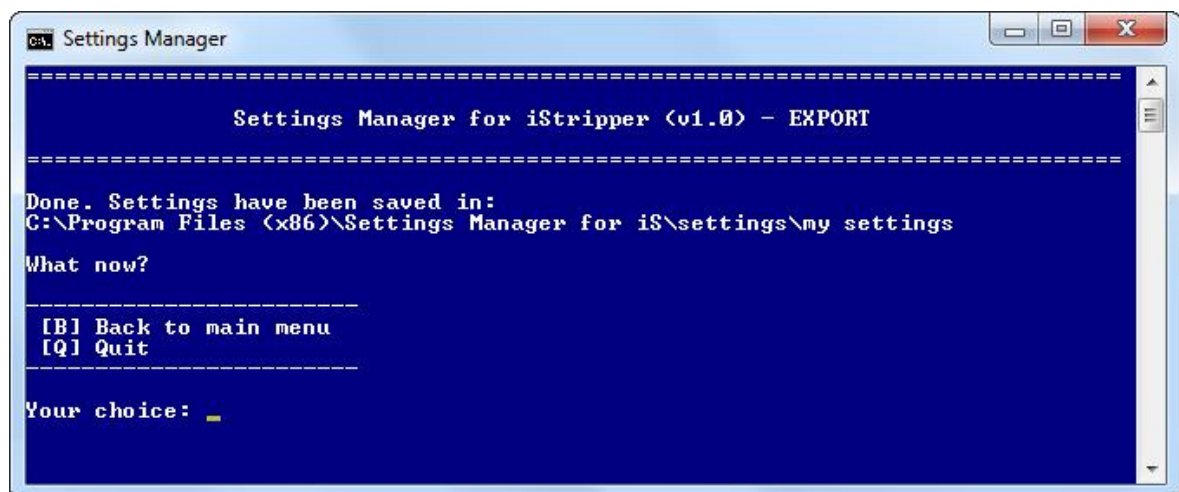 Settings Manager
================================================================================
Settings Manager for iStripper (v1.0) - EXPORT
================================================================================
Done. Settings have been saved in:
C:\Program Files (x86)\Settings Manager for iS\settings\my settings
What now?
------------------------
[B] Back to main menu
[Q] Quit
------------------------
Your choice: _